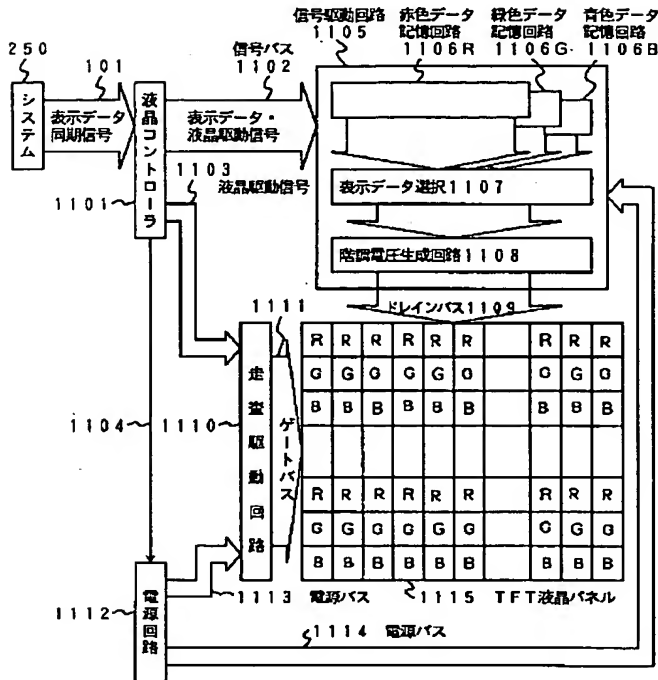 信号駆動回路 赤色データ 緑色データ 青色データ
記憶回路 記憶回路 記憶回路
250 101 信号バス 1105 1106R 1106G 1106B
1102
システム
表示データ
同期信号
液晶コントローラ
表示データ・
液晶駆動信号
1103
液晶駆動信号
1101
表示データ選択1107
階調電圧生成回路1108
1111
ドレインバス1109
1104
1110
走査駆動回路
ゲートバス
R R R R R R R R R
G G G G G G G G G
B B B B B B B B B
R R R R R R R R R
G G G G G G G G G
B B B B B B B B B
1113 電源バス 1115 TFT液晶パネル
1112
電源回路
1114 電源バス